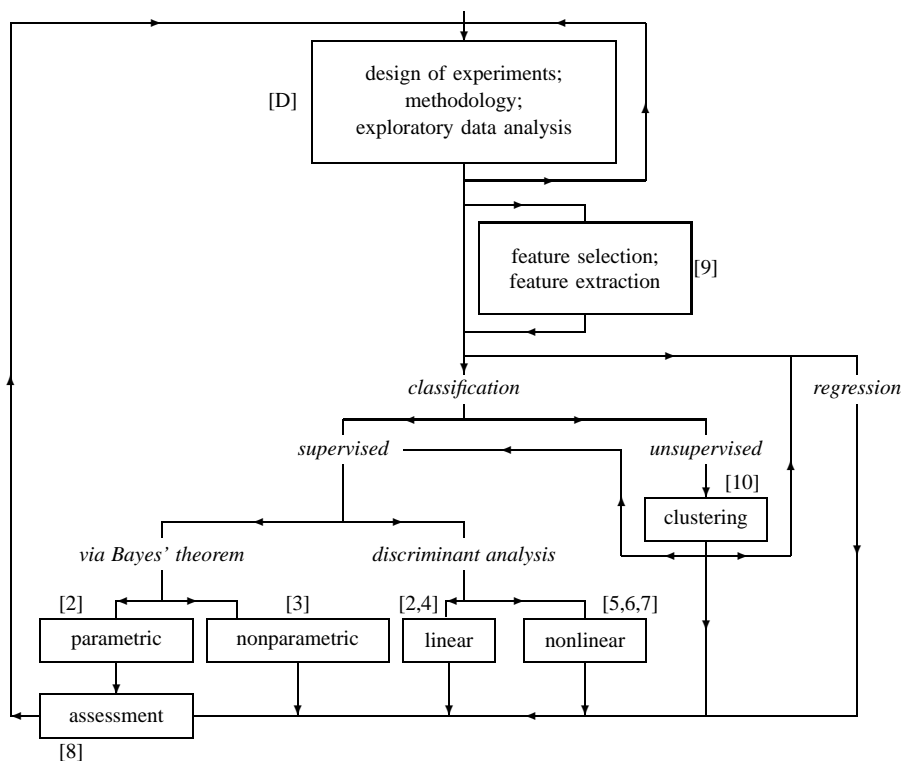 design of experiments;
[D]
methodology;
exploratory data analysis
feature selection;
[9]
feature extraction
classification
regression
supervised
unsupervised
[10]
clustering
via Bayes' theorem
discriminant analysis
[2]
[3]
[2,4]
[5,6,7]
parametric
nonparametric
linear
nonlinear
assessment
[8]